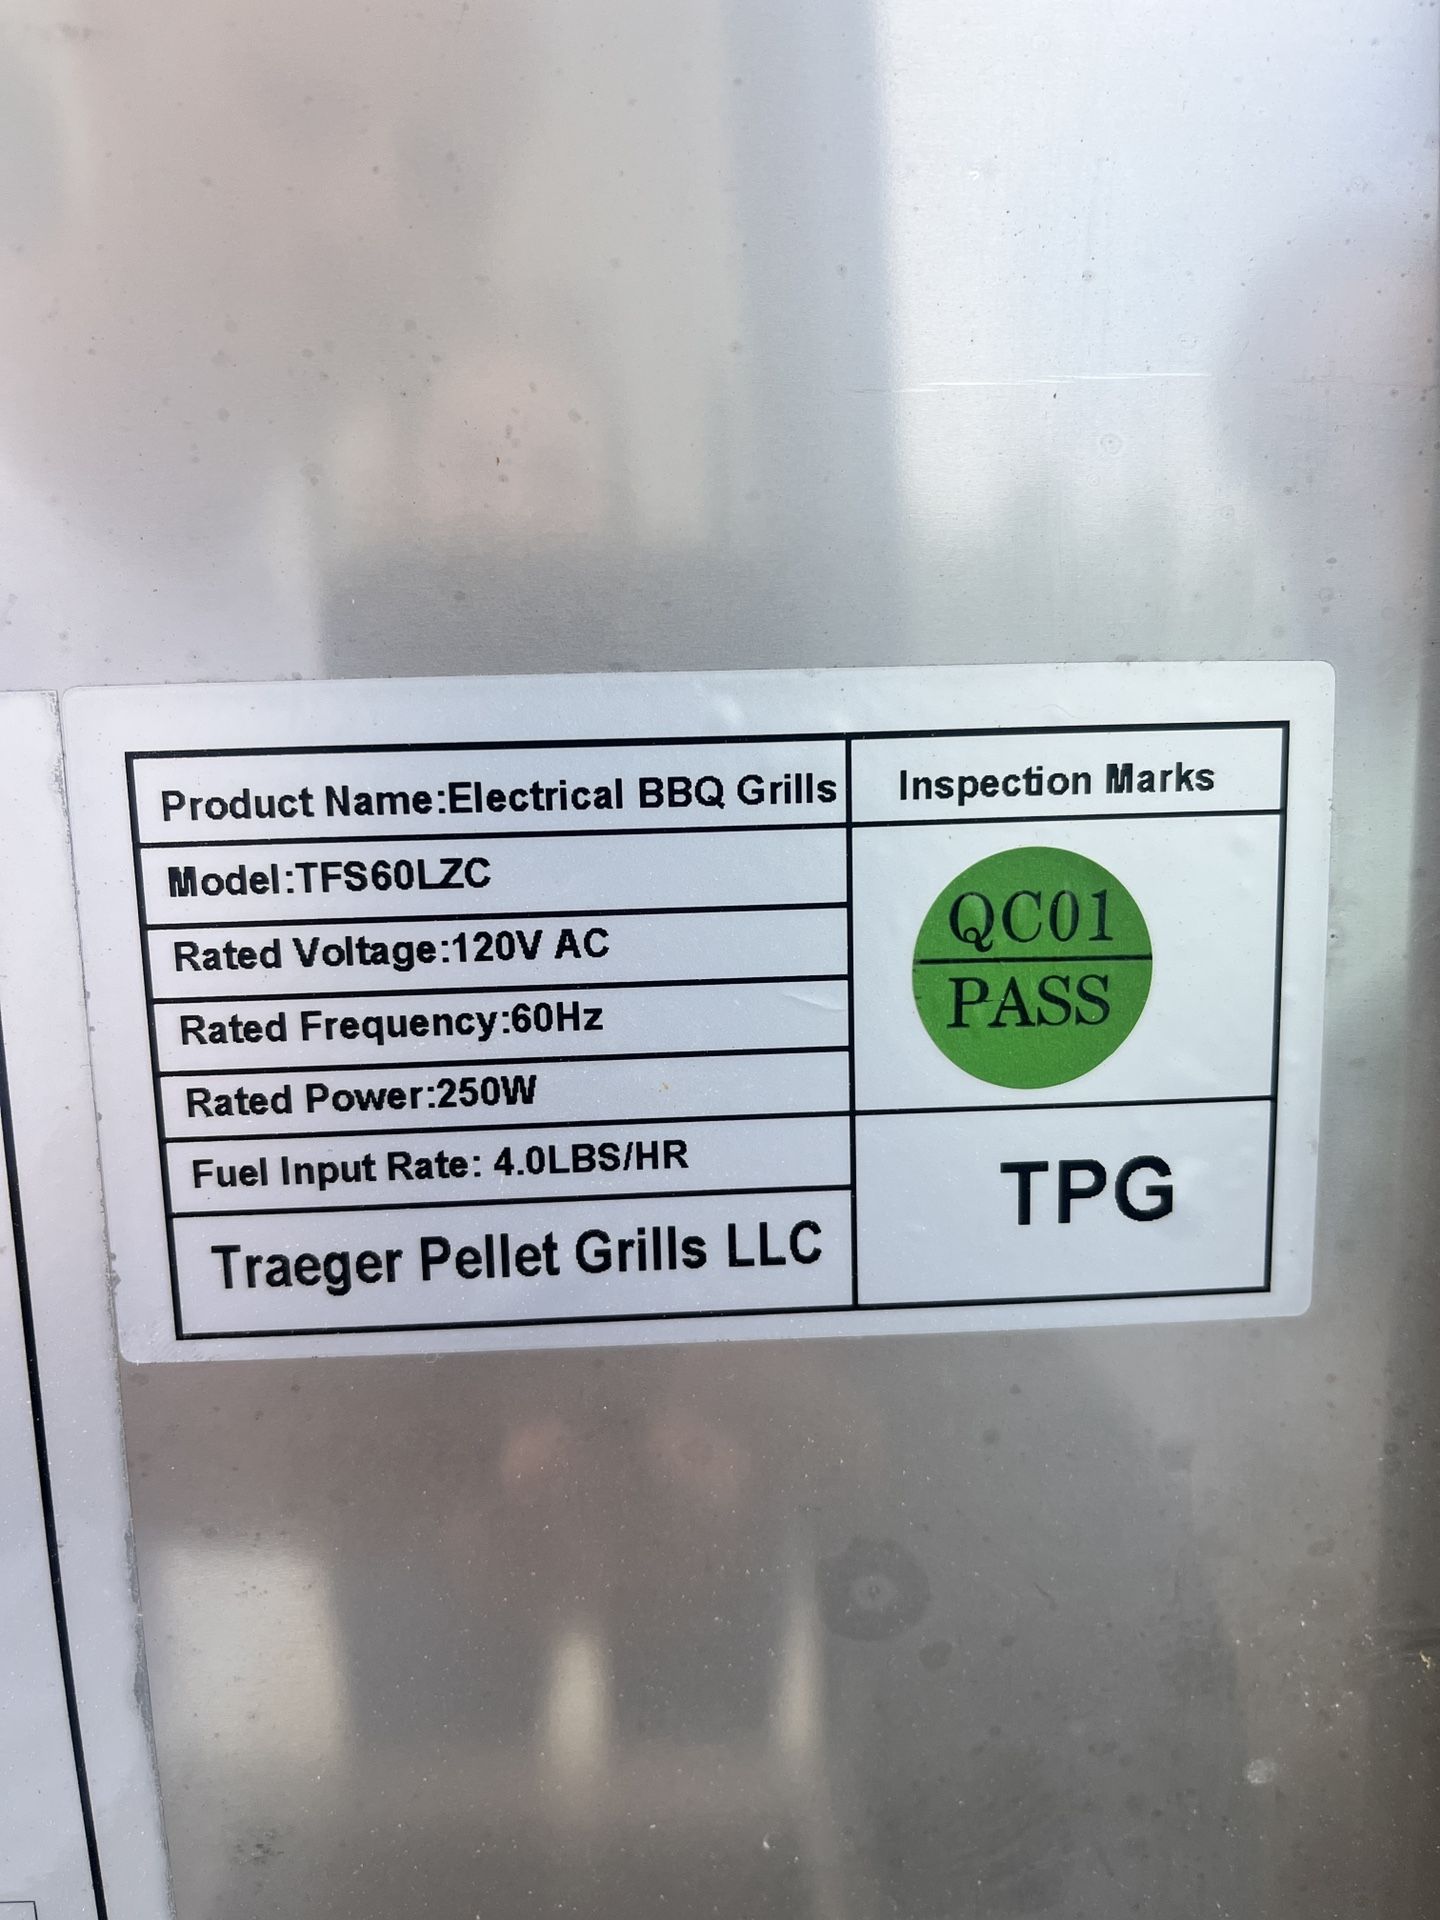 Product Name:Electrical BBQ Grills
Model:TFS60LZC
Rated Voltage:120V AC
Rated Frequency:60Hz
Rated Power:250W
Fuel Input Rate: 4.0LBS/HR
Traeger Pellet Grills LLC
Inspection Marks
QC01
PASS
TPG